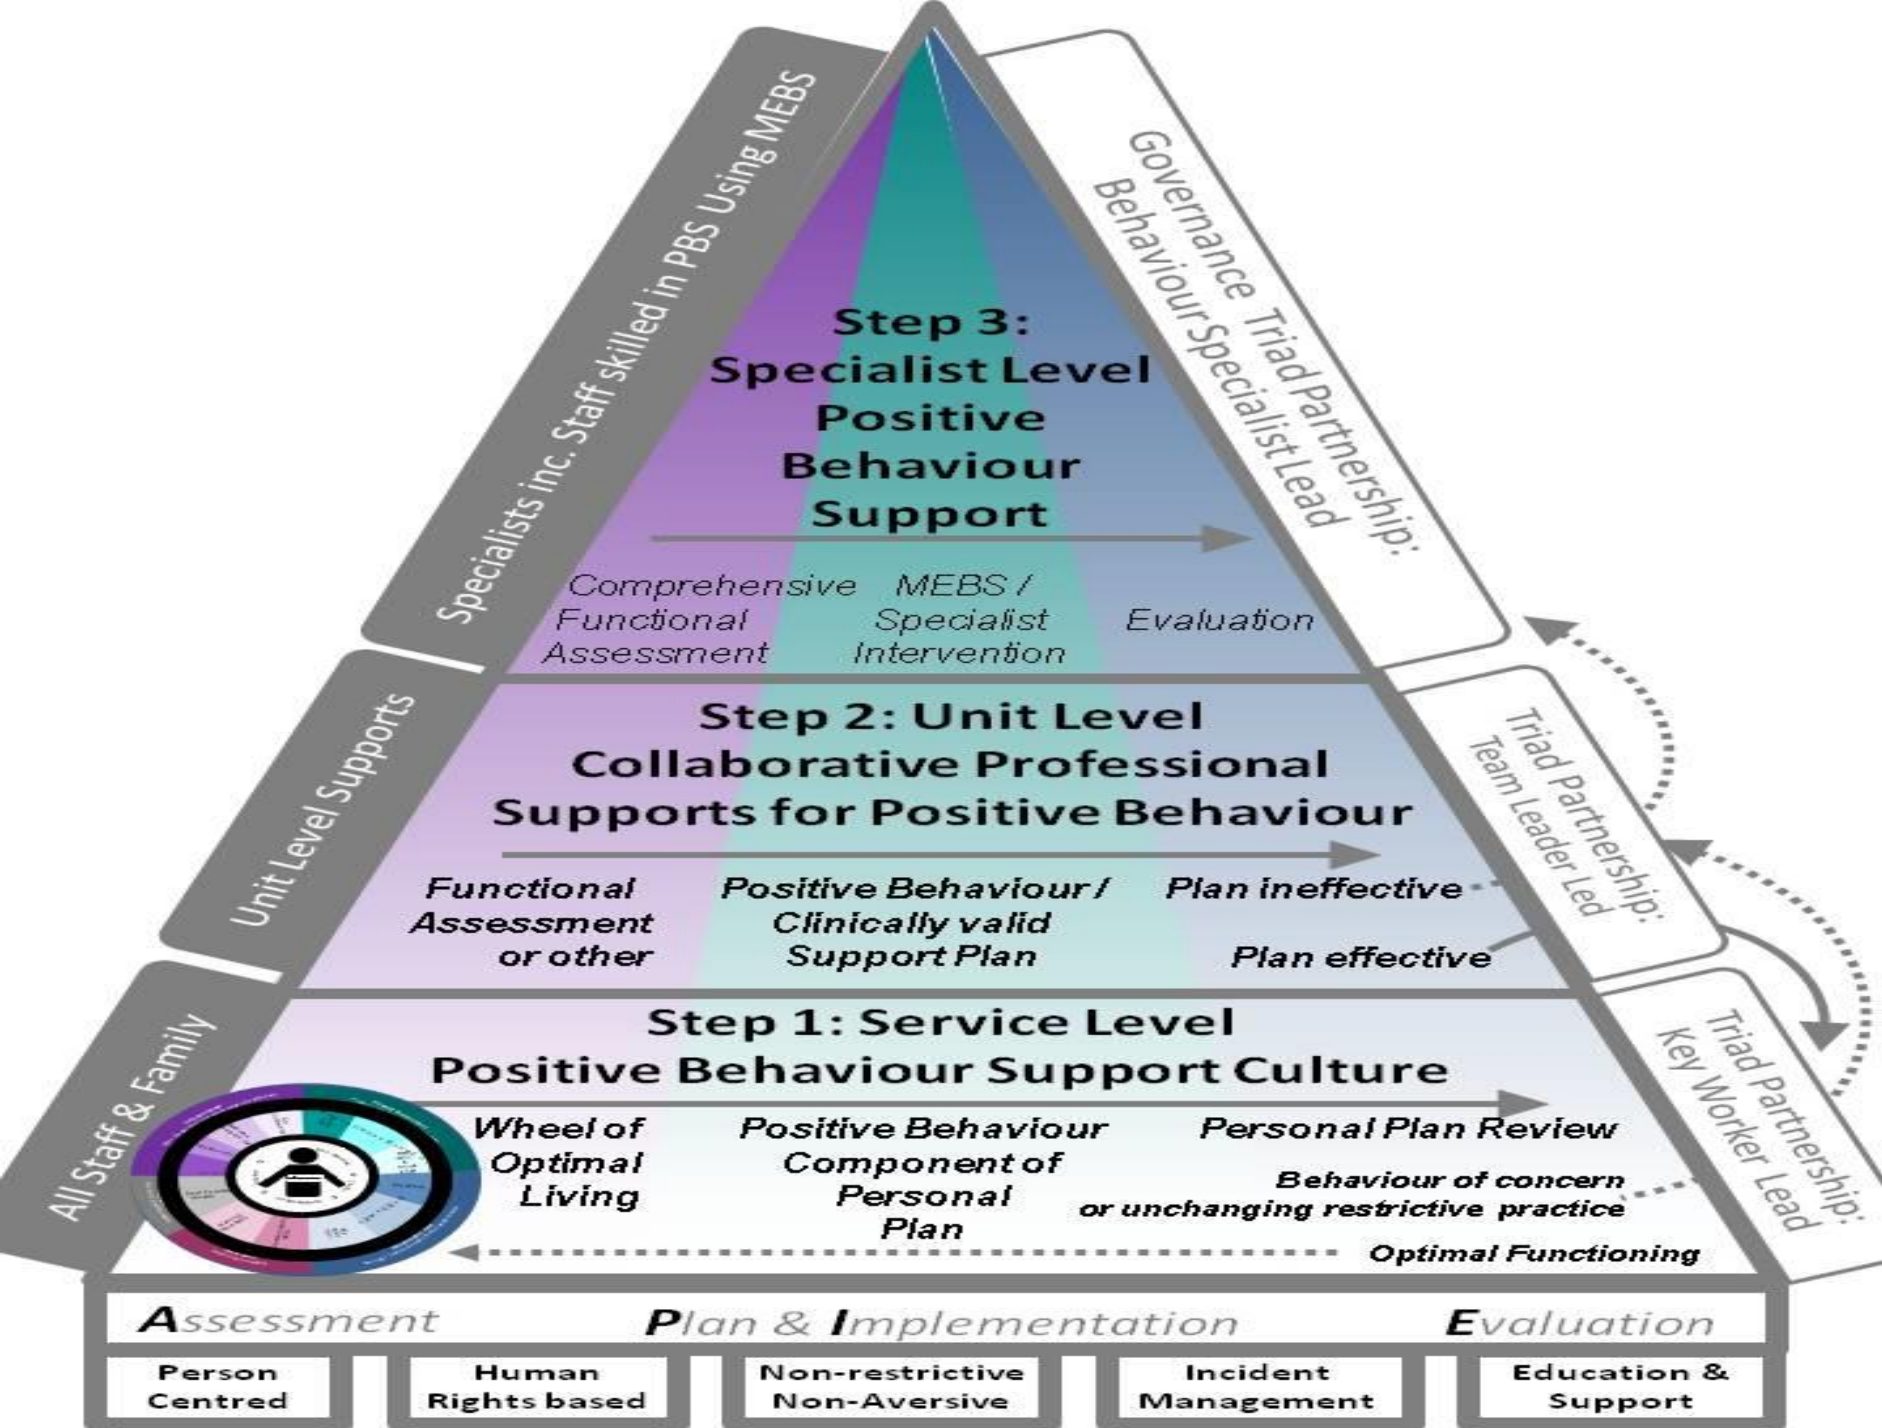 Specialists inc. Staff skilled in PBS Using MEBS
Unit Level Supports
All Staff & Family
Governance Triad Partnership:
Behaviour Specialist Lead
Triad Partnership:
Team Leader Led
Triad Partnership:
Key Worker Lead
Step 3:
Specialist Level
Positive
Behaviour
Support
Comprehensive
Functional
Assessment
MEBS /
Specialist
Intervention
Evaluation
Step 2: Unit Level
Collaborative Professional
Supports for Positive Behaviour
Functional
Assessment
or other
Positive Behaviour /
Clinically valid
Support Plan
Plan ineffective
Plan effective
Step 1: Service Level
Positive Behaviour Support Culture
Wheel of
Optimal
Living
Positive Behaviour
Component of
Personal
Plan
Personal Plan Review
Behaviour of concern
or unchanging restrictive practice
Optimal Functioning
Assessment
Plan & Implementation
Evaluation
Person
Centred
Human
Rights based
Non-restrictive
Non-Aversive
Incident
Management
Education &
Support